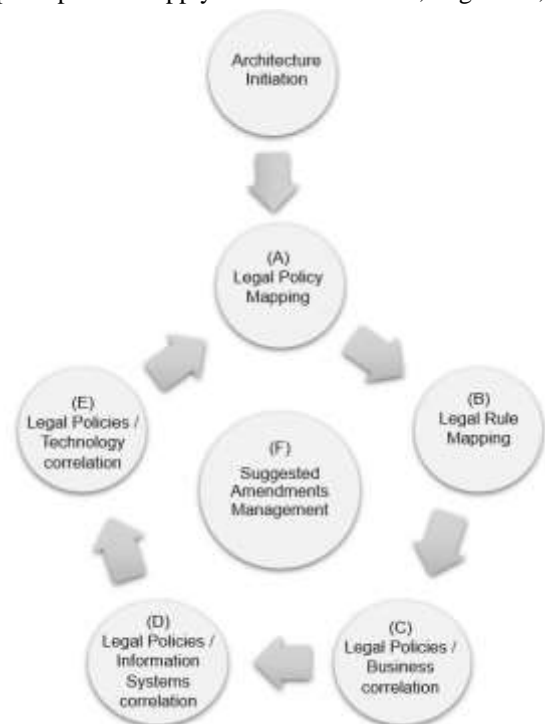 Architecture
Initiation
(A)
Legal Policy
Mapping
(B)
Legal Rule
Mapping
(C)
Legal Policies /
Business
correlation
(D)
Legal Policies /
Information
Systems
correlation
(E)
Legal Policies /
Technology
correlation
(F)
Suggested
Amendments
Management